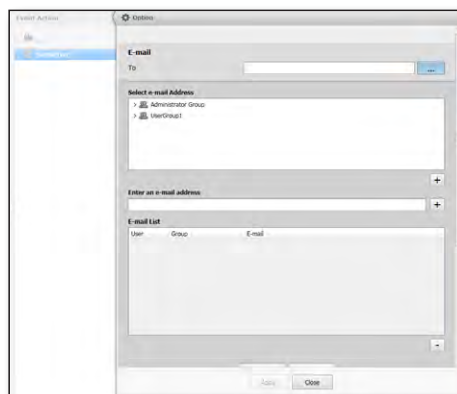 Event Action
Option
E-mail
To
...
Select e-mail Address
> Administrator Group
> UserGroup1
+
Enter an e-mail address
+
E-mail List
User Group E-mail
-
Apply Close